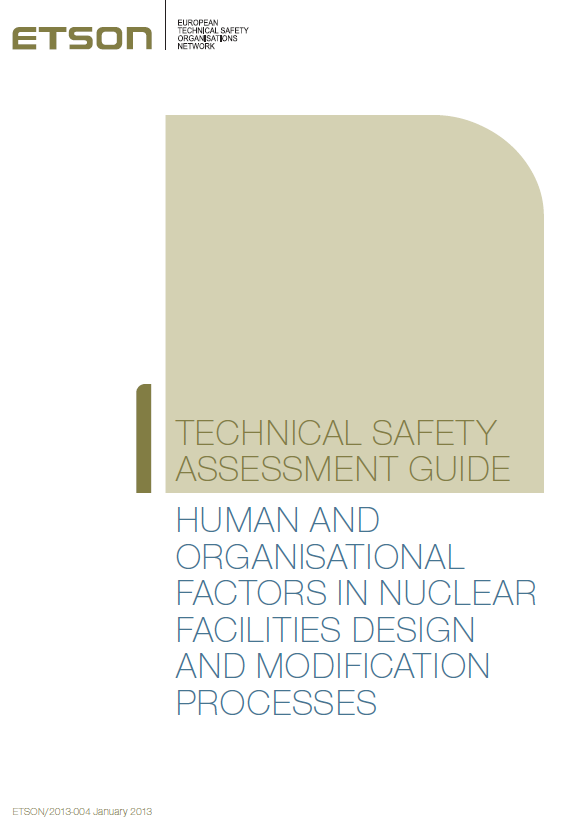 ETSON
EUROPEAN
TECHNICAL SAFETY
ORGANISATIONS
NETWORK
TECHNICAL SAFETY
ASSESSMENT GUIDE
HUMAN AND
ORGANISATIONAL
FACTORS IN NUCLEAR
FACILITIES DESIGN
AND MODIFICATION
PROCESSES
ETSON/2013-004 January 2013